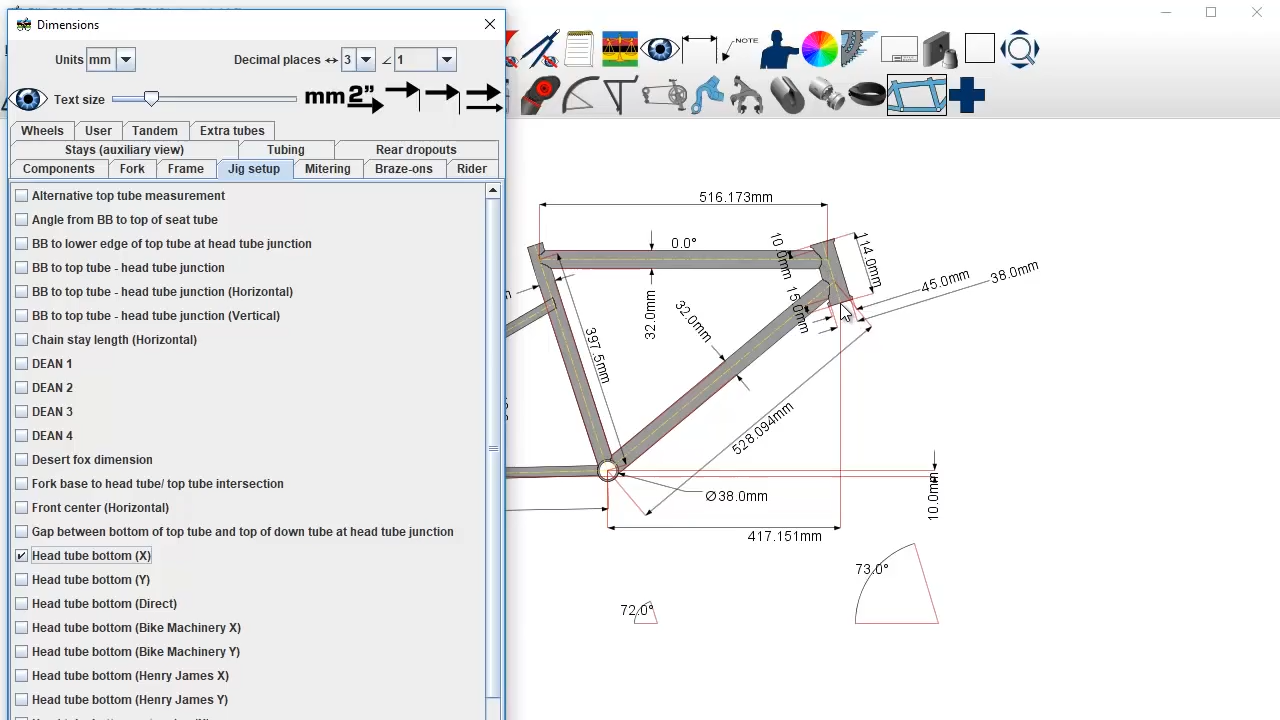 Dimensions
Units mm Decimal places 3 1
Text size mm 2"
NOTE
Wheels User Tandem Extra tubes
Stays (auxiliary view) Tubing Rear dropouts
Components Fork Frame Jig setup Mitering Braze-ons Rider
Alternative top tube measurement
Angle from BB to top of seat tube
BB to lower edge of top tube at head tube junction
BB to top tube - head tube junction
BB to top tube - head tube junction (Horizontal)
BB to top tube - head tube junction (Vertical)
Chain stay length (Horizontal)
DEAN 1
DEAN 2
DEAN 3
DEAN 4
Desert fox dimension
Fork base to head tube/ top tube intersection
Front center (Horizontal)
Gap between bottom of top tube and top of down tube at head tube junction
Head tube bottom (X)
Head tube bottom (Y)
Head tube bottom (Direct)
Head tube bottom (Bike Machinery X)
Head tube bottom (Bike Machinery Y)
Head tube bottom (Henry James X)
Head tube bottom (Henry James Y)
516.173mm
0.0°
10.0mm
114.0mm
45.0mm
38.0mm
32.0mm
32.0mm
15.0mm
397.5mm
528.094mm
Ø38.0mm
10.0mm
417.151mm
73.0°
72.0°